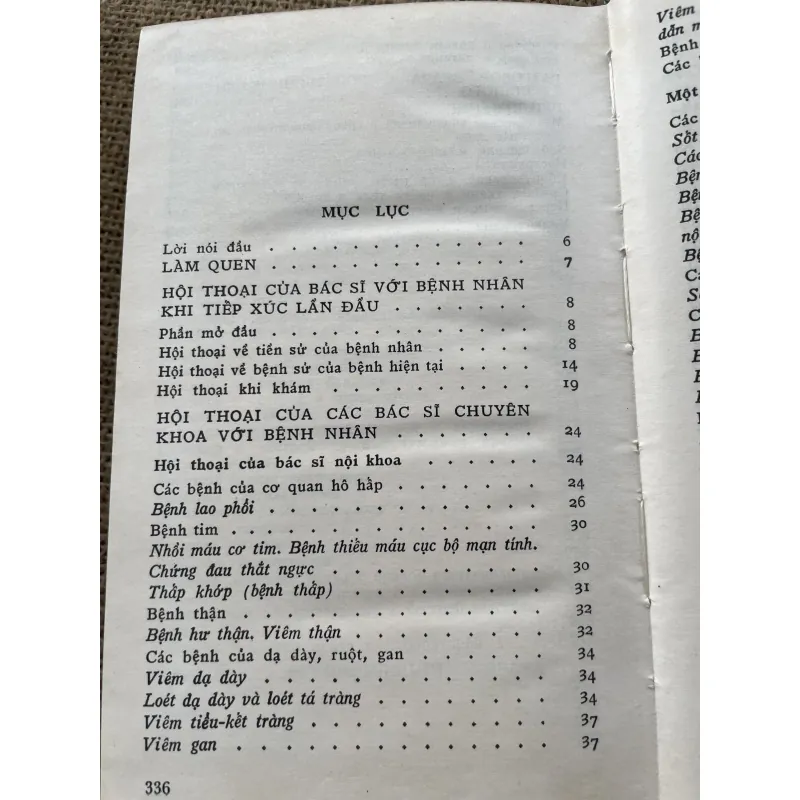 MỤC LỤC
Lời nói đầu . . . . . . . . . . . . . 6
LÀM QUEN . . . . . . . . . . . . . 7
HỘI THOẠI CỦA BÁC SĨ VỚI BỆNH NHÂN
KHI TIẾP XÚC LẦN ĐẦU . . . . . . . 8
Phần mở đầu . . . . . . . . . . . . . 8
Hội thoại về tiền sử của bệnh nhân . . . . . 8
Hội thoại về bệnh sử của bệnh hiện tại . . . . 14
Hội thoại khi khám . . . . . . . . . . . 19
HỘI THOẠI CỦA CÁC BÁC SĨ CHUYÊN
KHOA VỚI BỆNH NHÂN . . . . . . . 24
Hội thoại của bác sĩ nội khoa . . . . . . 24
Các bệnh của cơ quan hô hấp . . . . . . . 24
Bệnh lao phổi . . . . . . . . . . . . . 26
Bệnh tim . . . . . . . . . . . . . . . 30
Nhồi máu cơ tim. Bệnh thiếu máu cục bộ mạn tính.
Chứng đau thắt ngực . . . . . . . . . . 30
Thấp khớp (bệnh thấp) . . . . . . . . . 31
Bệnh thận . . . . . . . . . . . . . . . 32
Bệnh hư thận. Viêm thận . . . . . . . . . 32
Các bệnh của dạ dày, ruột, gan . . . . . . 34
Viêm dạ dày . . . . . . . . . . . . . . 34
Loét dạ dày và loét tá tràng . . . . . . . . 34
Viêm tiểu-kết tràng . . . . . . . . . . . 37
Viêm gan . . . . . . . . . . . . . . . 37
336
Viêm
dẫn
Bệnh
Các
Một
Các
Sốt
Các